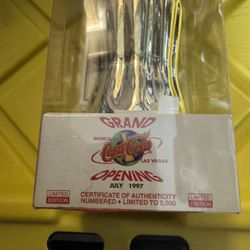 GRAND
WORLD
Coca-Cola
LAS VEGAS
OPENING
JULY 1997
LIMITED
EDITION
CERTIFICATE OF AUTHENTICITY
NUMBERED • LIMITED TO 5,000
LIMITED
EDITION